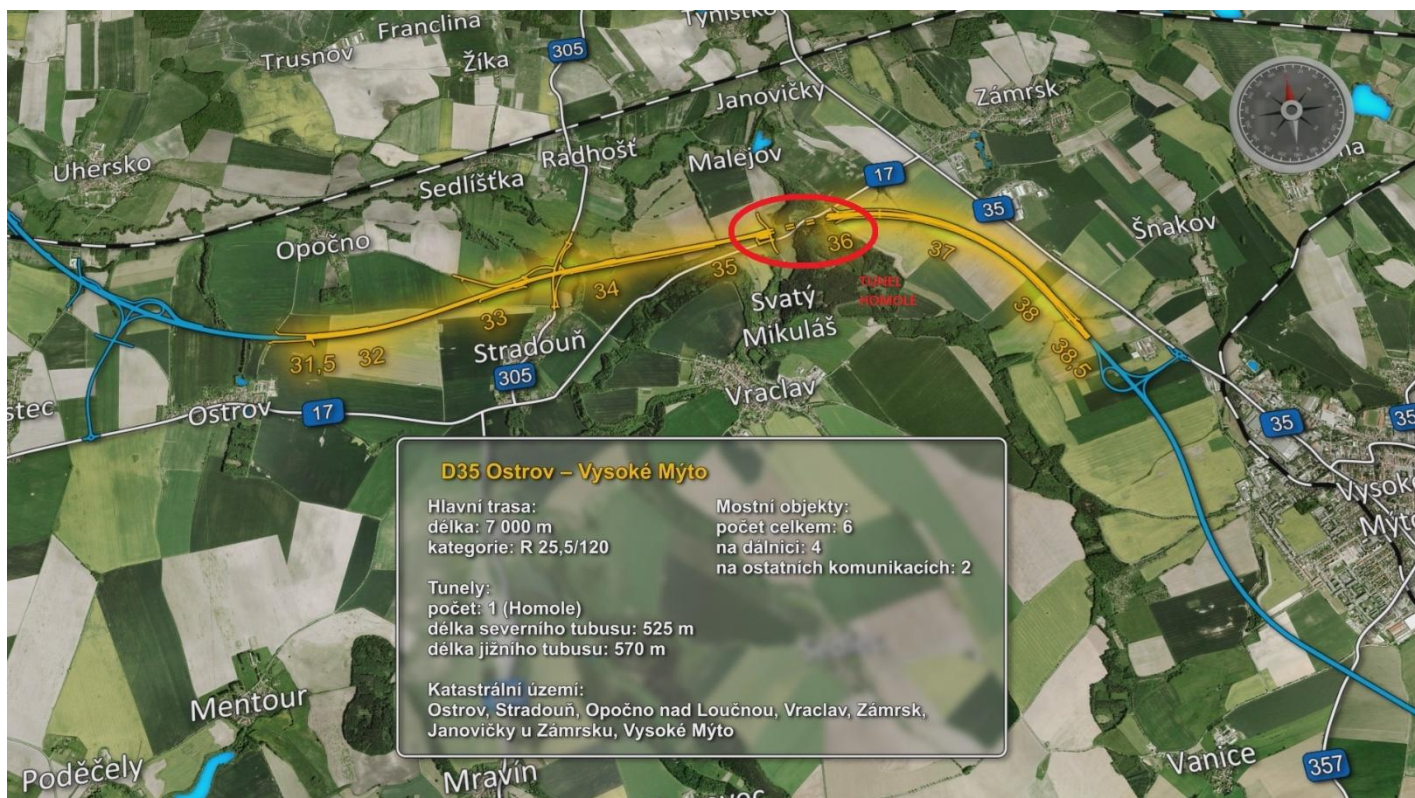 Franclina
Týnišťko
Trusnov
305
Žíka
Janovičky
Zámrsk
Uhersko
Radhošť
Malejov
Sedlíšťka
17
35
Šnakov
Opočno
36
37
35
34
33
TUNEL
HOMOLE
Svatý
Mikuláš
38
31,5
32
Stradouň
38,5
305
Vraclav
Ostrov
17
35
35
Vysoké
Mýto
D35 Ostrov – Vysoké Mýto
Hlavní trasa:
délka: 7 000 m
kategorie: R 25,5/120
Tunely:
počet: 1 (Homole)
délka severního tubusu: 525 m
délka jižního tubusu: 570 m
Mostní objekty:
počet celkem: 6
na dálnici: 4
na ostatních komunikacích: 2
Katastrální území:
Ostrov, Stradouň, Opočno nad Loučnou, Vraclav, Zámrsk,
Janovičky u Zámrsku, Vysoké Mýto
Mentour
Poděčely
Mravín
Vanice
357